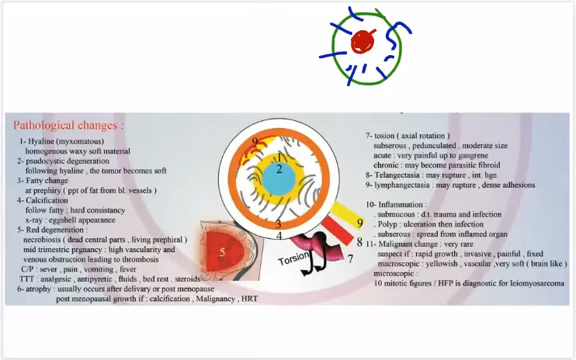 Pathological changes :
1- Hyaline (myxomatous)
homogenous waxy soft material
2- psudocystic degeneration
following hyaline, the tumor becomes soft
3- Fatty change
at prephiry ( ppt of fat from bl. vessels )
4- Calcification
follow fatty : hard consistancy
x-ray : eggshell appearance
5- Red degeneration :
necrobiosis ( dead central parts , living prephiral )
mid trimetric prgnancy : high vascularity and
venous obstruction leading to thrombosis
C/P : sever , pain , vomiting , fever
TTT : analgesic , antipyretic , fluids , bed rest . steroids
6- atrophy : usually occurs after delivery or post menopause
post menopausal growth if : calcification , Malignancy , HRT
9
2
3
4
5
Torsion
9
8
7
7- tosion ( axial rotation )
subserous , pedunculated , moderate size
acute : very painful up to gangrene
chronic : may become parasitic fibroid
8- Telangectasia : may rupture , int. hge.
9- lymphangectasis : may rupture , dense adhesions
10- Inflammation :
. submucous : d.t. trauma and infection
. Polyp : ulceration then infection
. subserous : spread from inflamed organ
11- Malignant change : very rare
suspect if : rapid growth , invasive , painful , fixed
macroscopic : yellowish , vascular ,very soft ( brain like )
microscopic :
10 mitotic figures / HFP is diagnostic for leiomyosarcoma